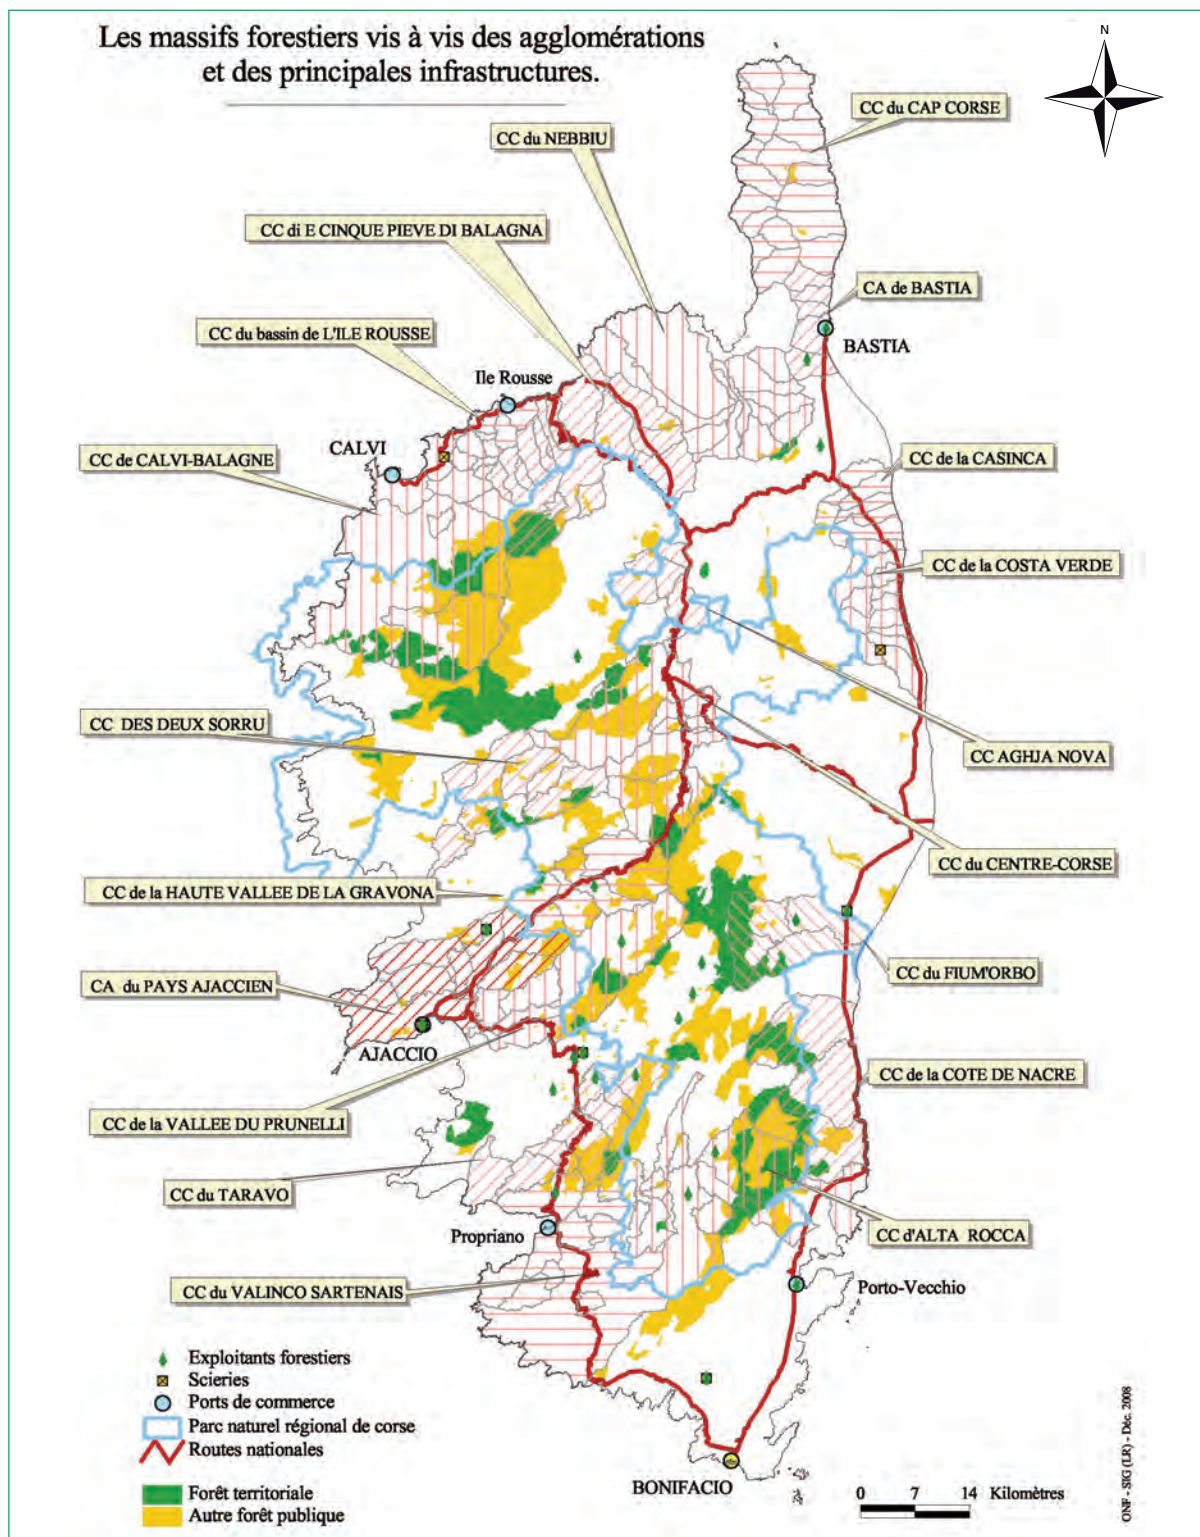 Les massifs forestiers vis à vis des agglomérations
et des principales infrastructures.
N
CC du CAP CORSE
CC du NEBBIU
CC di E CINQUE PIEVE DI BALAGNA
CA de BASTIA
CC du bassin de L'ILE ROUSSE
BASTIA
Ile Rousse
CALVI
CC de CALVI-BALAGNE
CC de la CASINCA
CC de la COSTA VERDE
CC DES DEUX SORRU
CC AGHJA NOVA
CC du CENTRE-CORSE
CC de la HAUTE VALLEE DE LA GRAVONA
CC du FIUM'ORBO
CA du PAYS AJACCIEN
AJACCIO
CC de la COTE DE NACRE
CC de la VALLEE DU PRUNELLI
CC du TARAVO
Propriano
CC d'ALTA ROCCA
CC du VALINCO SARTENAIS
Porto-Vecchio
Exploitants forestiers
Scieries
Ports de commerce
Parc naturel régional de corse
Routes nationales
Forêt territoriale
Autre forêt publique
BONIFACIO
0 7 14 Kilomètres
ONF - SIG (LR) - Déc. 2008